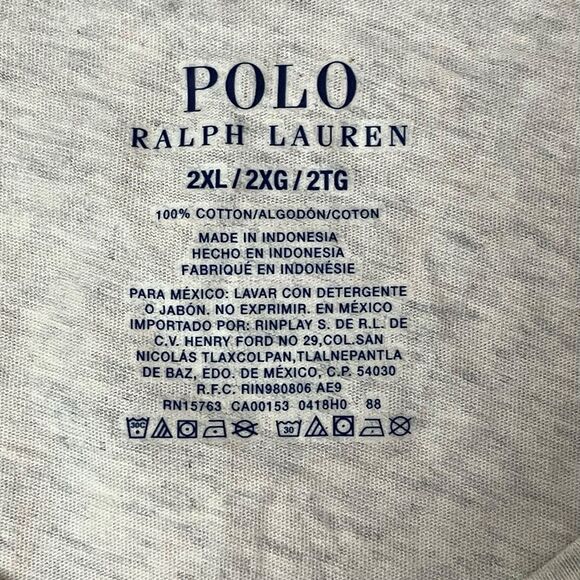 POLO
RALPH LAUREN
2XL/2XG/2TG
100% COTTON/ALGODÓN/COTON
MADE IN INDONESIA
HECHO EN INDONESIA
FABRIQUÉ EN INDONÉSIE
PARA MÉXICO: LAVAR CON DETERGENTE
O JABÓN. NO EXPRIMIR. EN MÉXICO
IMPORTADO POR: RINPLAY S. DE R.L. DE
C.V. HENRY FORD NO 29,COL.SAN
NICOLÁS TLAXCOLPAN,TLALNEPANTLA
DE BAZ, EDO. DE MÉXICO, C.P. 54030
R.F.C. RIN980806 AE9
RN15763 CA00153 0418H0 88
30C 30